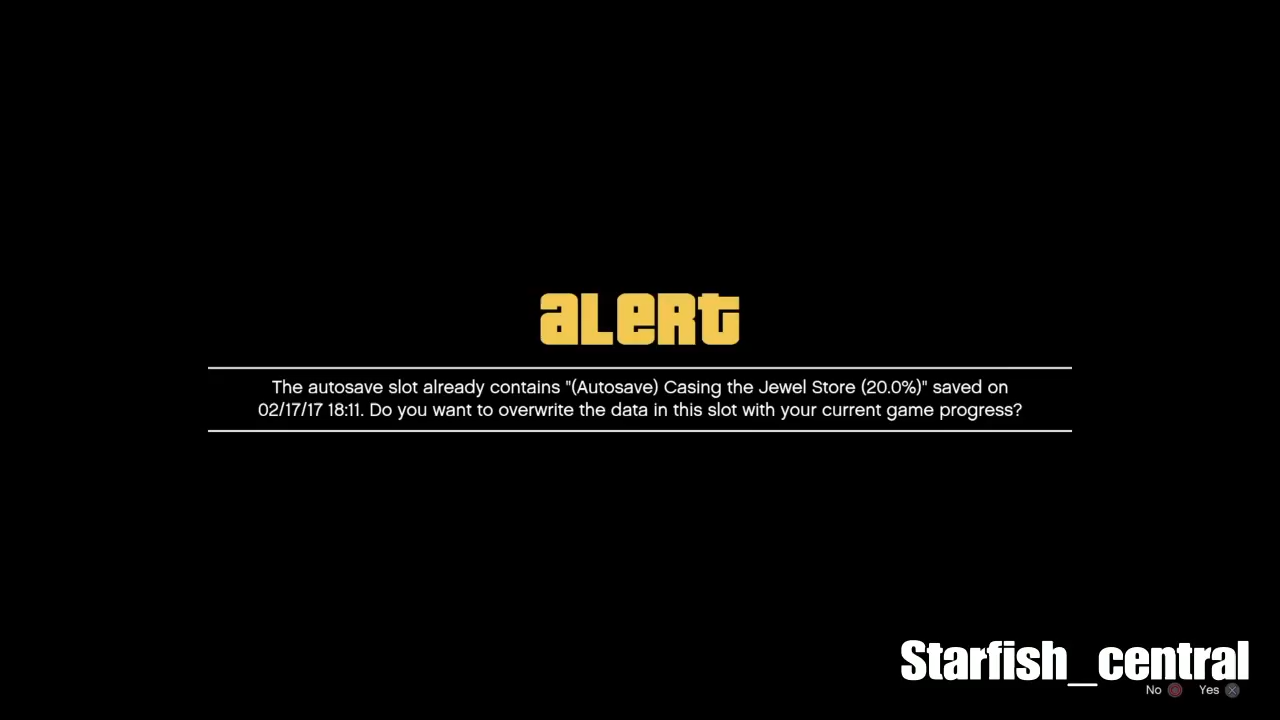 aLeRt
The autosave slot already contains "(Autosave) Casing the Jewel Store (20.0%)" saved on
02/17/17 18:11. Do you want to overwrite the data in this slot with your current game progress?
Starfish_central
No Yes